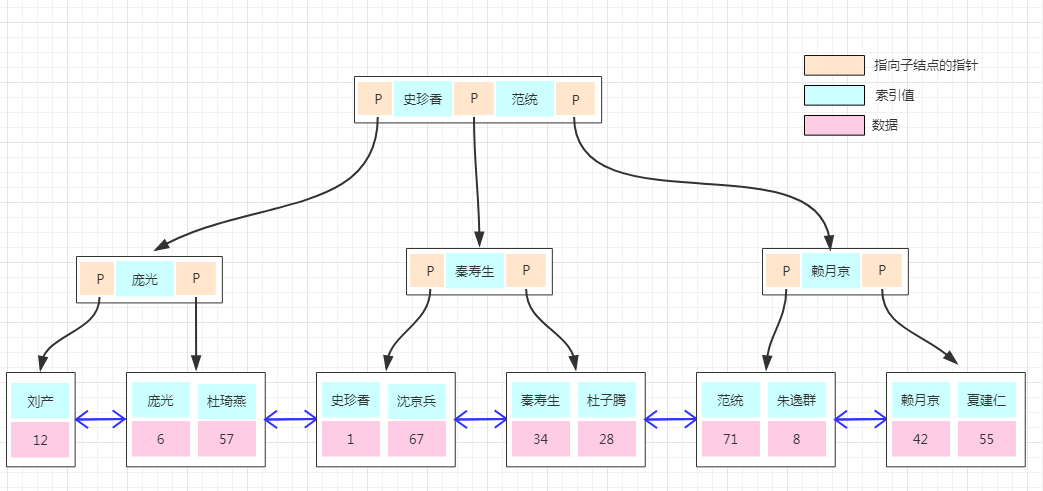 指向子结点的指针
P 史珍香 P 范统 P
索引值
数据
P 庞光 P
P 秦寿生 P
P 赖月京 P
刘产 庞光 杜琦燕 史珍香 沈京兵 秦寿生 杜子腾 范统 朱逸群 赖月京 夏建仁
12 6 57 1 67 34 28 71 8 42 55